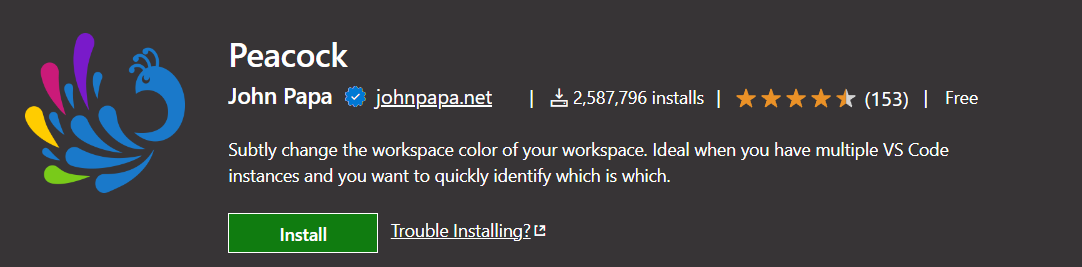 Peacock
John Papa johnpapa.net | 2,587,796 installs | (153) | Free
Subtly change the workspace color of your workspace. Ideal when you have multiple VS Code
instances and you want to quickly identify which is which.
Install Trouble Installing?